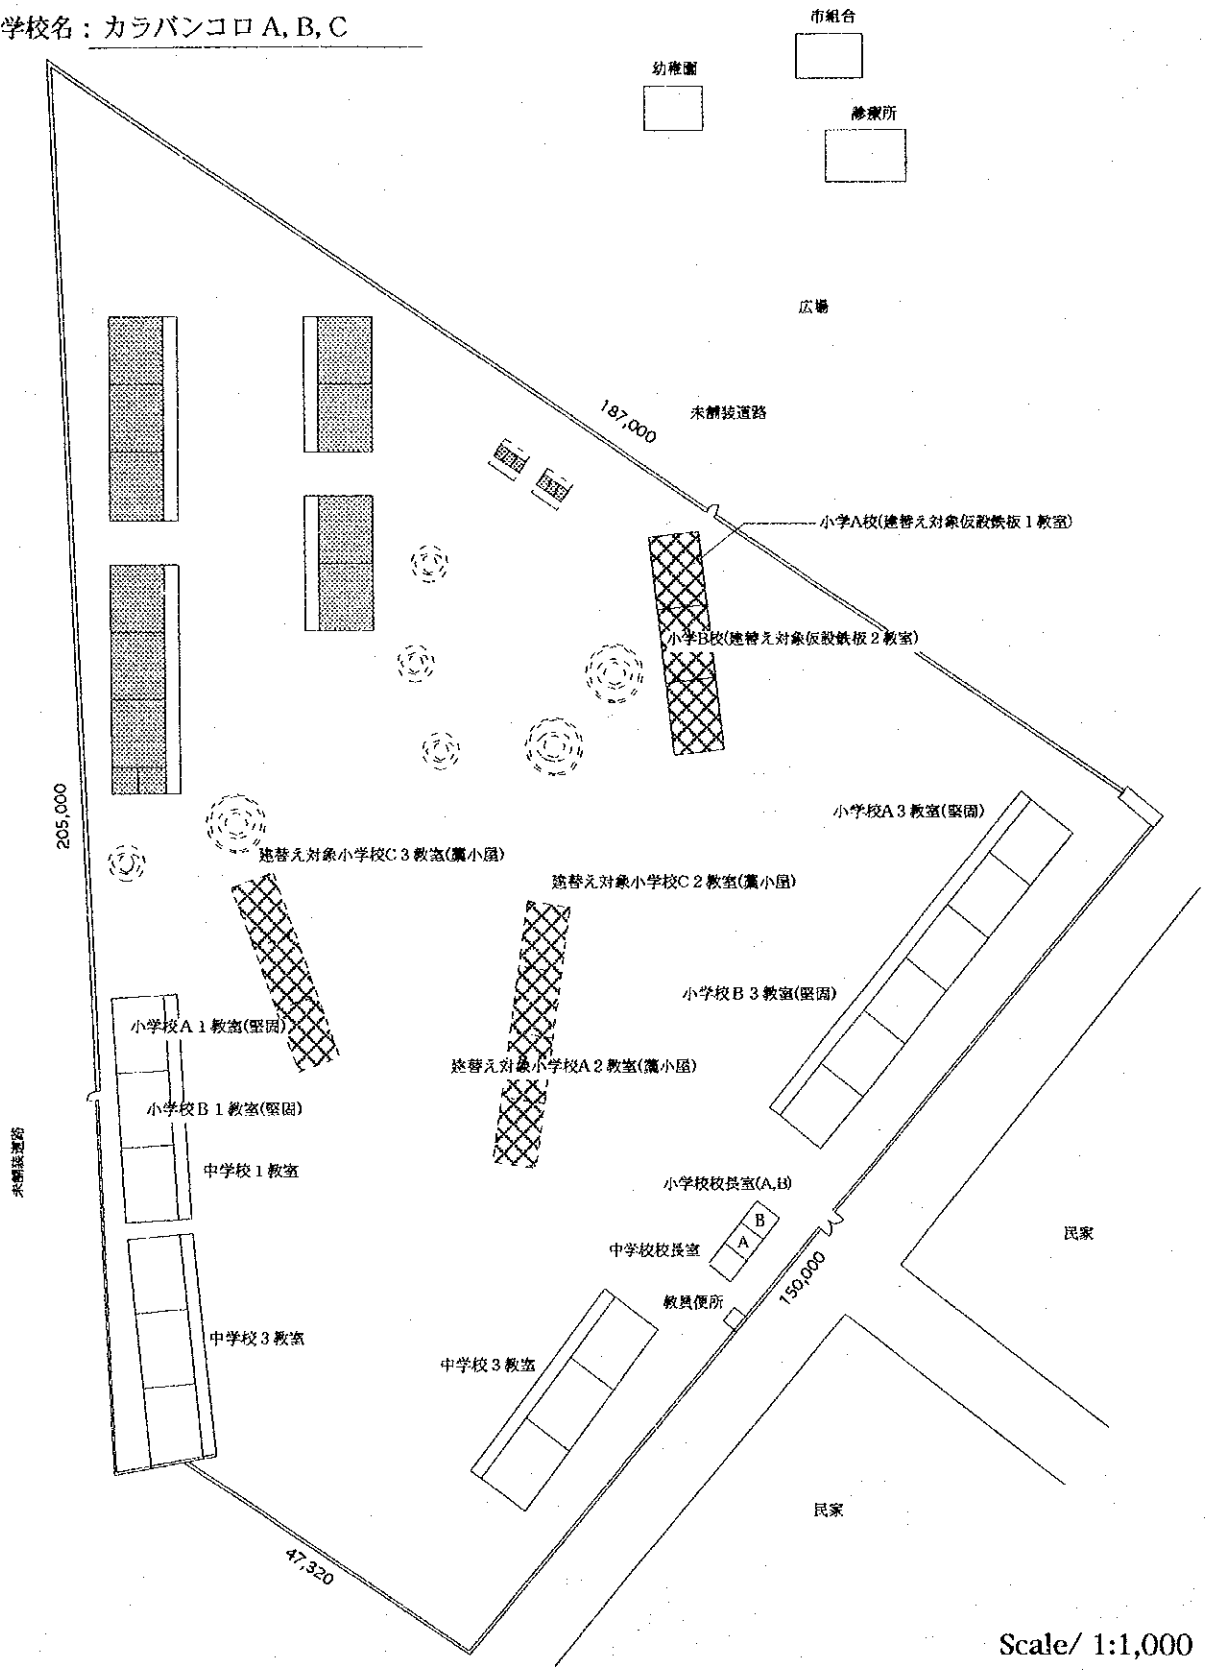 学校名：カラバンコロ A, B, C
市組合
幼稚園
診療所
広場
187,000
未舗装道路
小学A校(建替え対象仮設鉄板1教室)
小学B校(建替え対象仮設鉄板2教室)
205,000
小学校A3教室(堅固)
建替え対象小学校C3教室(藁小屋)
建替え対象小学校C2教室(藁小屋)
小学校B3教室(堅固)
小学校A1教室(堅固)
建替え対象小学校A2教室(藁小屋)
小学校B1教室(堅固)
未舗装道路
中学校1教室
小学校校長室(A,B)
B
A
中学校校長室
民家
150,000
教員便所
中学校3教室
中学校3教室
民家
47,320
Scale/ 1:1,000